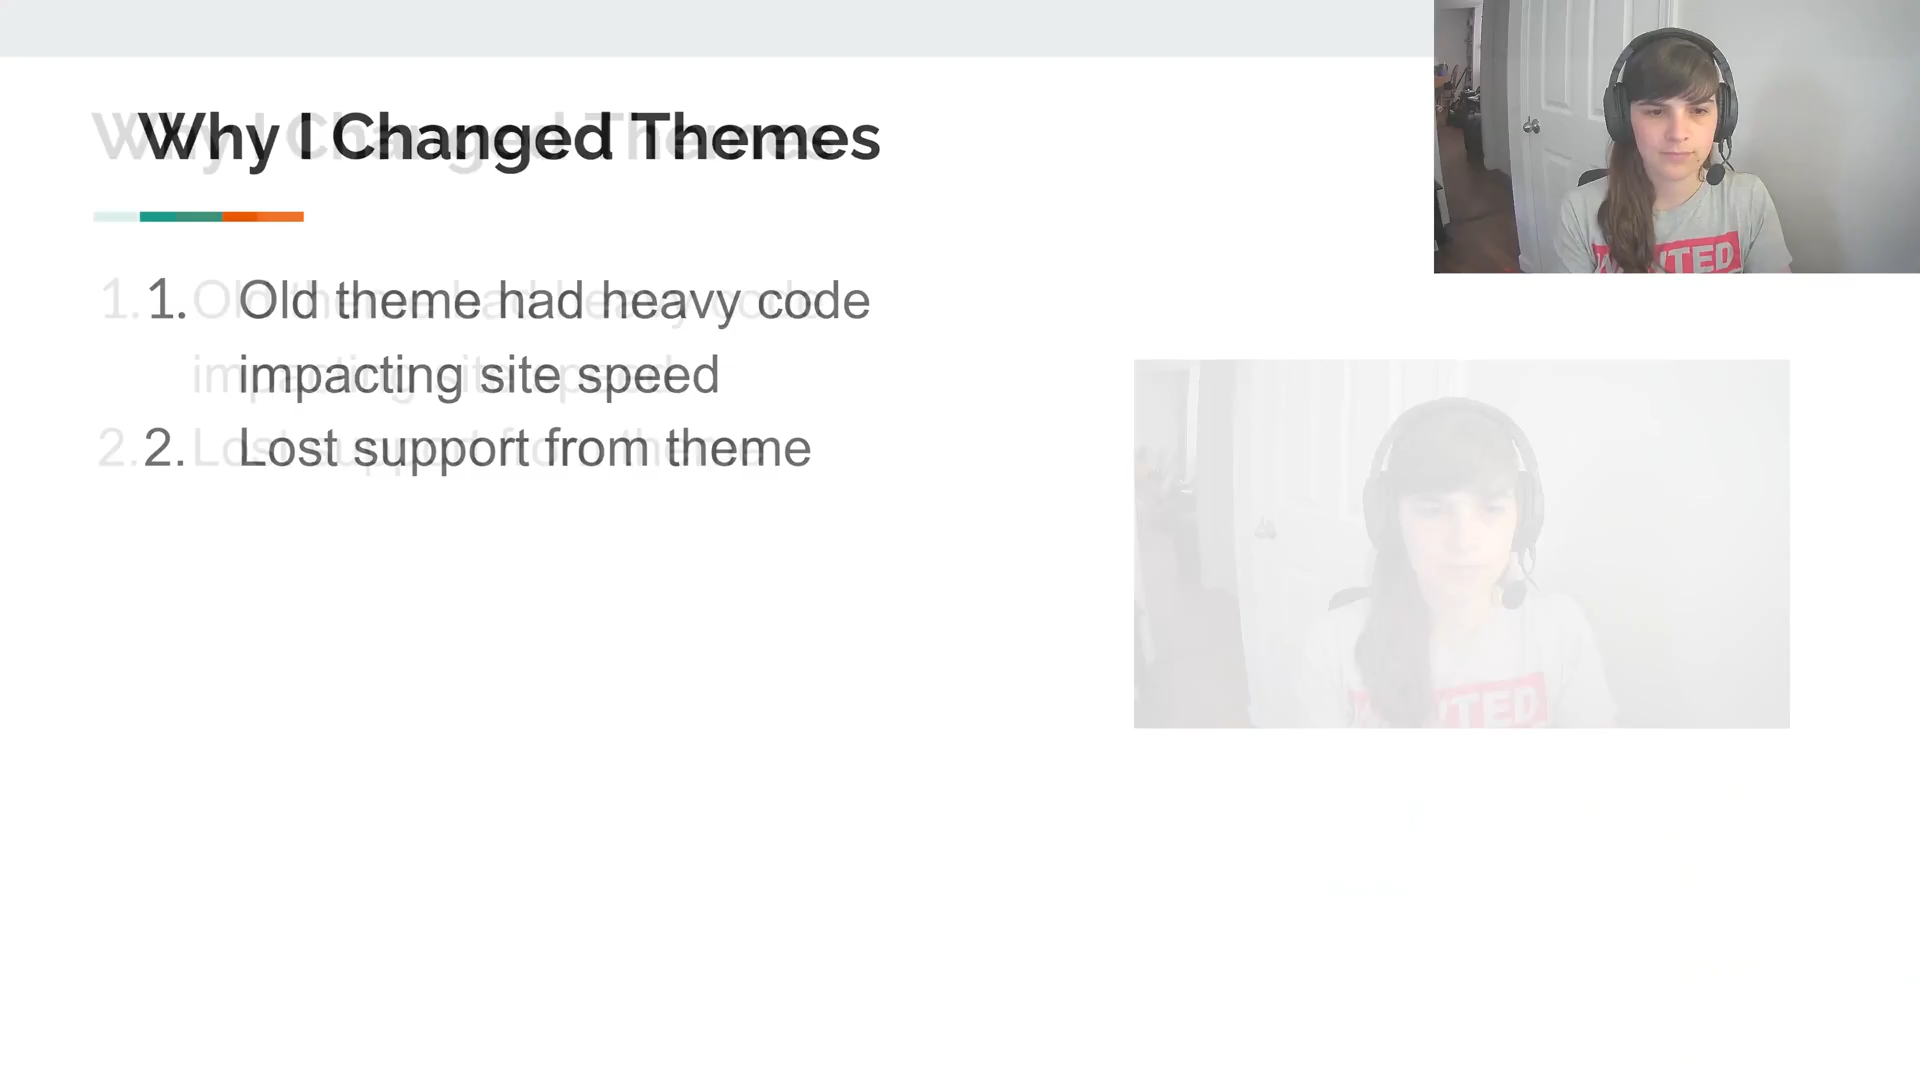 Why I Changed Themes
1. Old theme had heavy code
impacting site speed
2. Lost support from theme